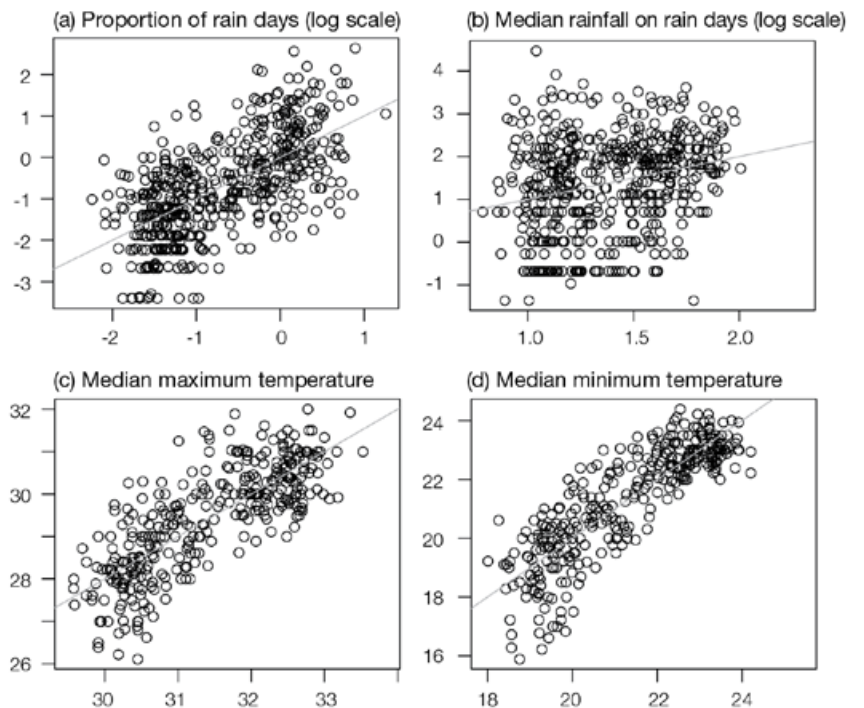 (a) Proportion of rain days (log scale)
2
1
0
-1
-2
-3
-2 -1 0 1
(b) Median rainfall on rain days (log scale)
4
3
2
1
0
-1
1.0 1.5 2.0
(c) Median maximum temperature
32
30
28
26
30 31 32 33
(d) Median minimum temperature
24
22
20
18
16
18 20 22 24